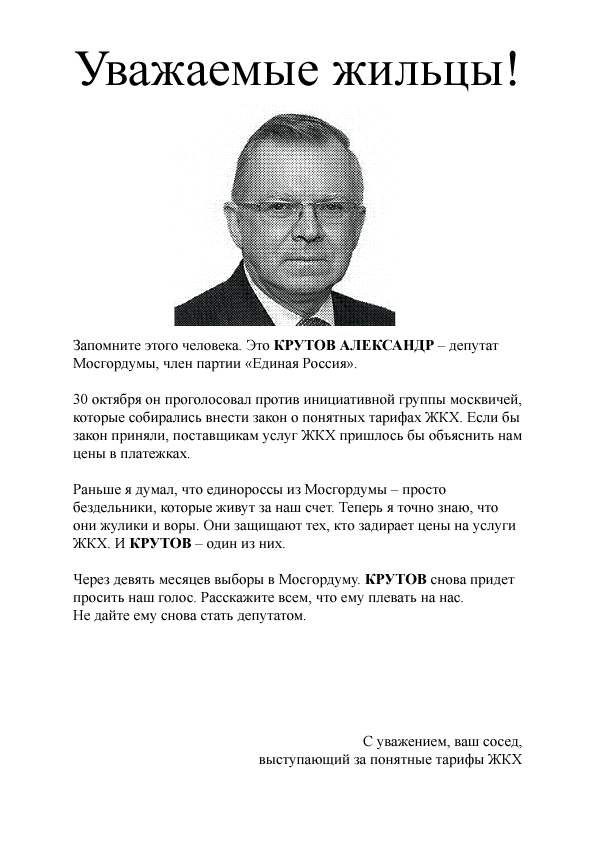 Уважаемые жильцы!
Запомните этого человека. Это КРУТОВ АЛЕКСАНДР – депутат
Мосгордумы, член партии «Единая Россия».
30 октября он проголосовал против инициативной группы москвичей,
которые собирались внести закон о понятных тарифах ЖКХ. Если бы
закон приняли, поставщикам услуг ЖКХ пришлось бы объяснить нам
цены в платежках.
Раньше я думал, что единороссы из Мосгордумы – просто
бездельники, которые живут за наш счет. Теперь я точно знаю, что
они жулики и воры. Они защищают тех, кто задирает цены на услуги
ЖКХ. И КРУТОВ – один из них.
Через девять месяцев выборы в Мосгордуму. КРУТОВ снова придет
просить наш голос. Расскажите всем, что ему плевать на нас.
Не дайте ему снова стать депутатом.
С уважением, ваш сосед,
выступающий за понятные тарифы ЖКХ